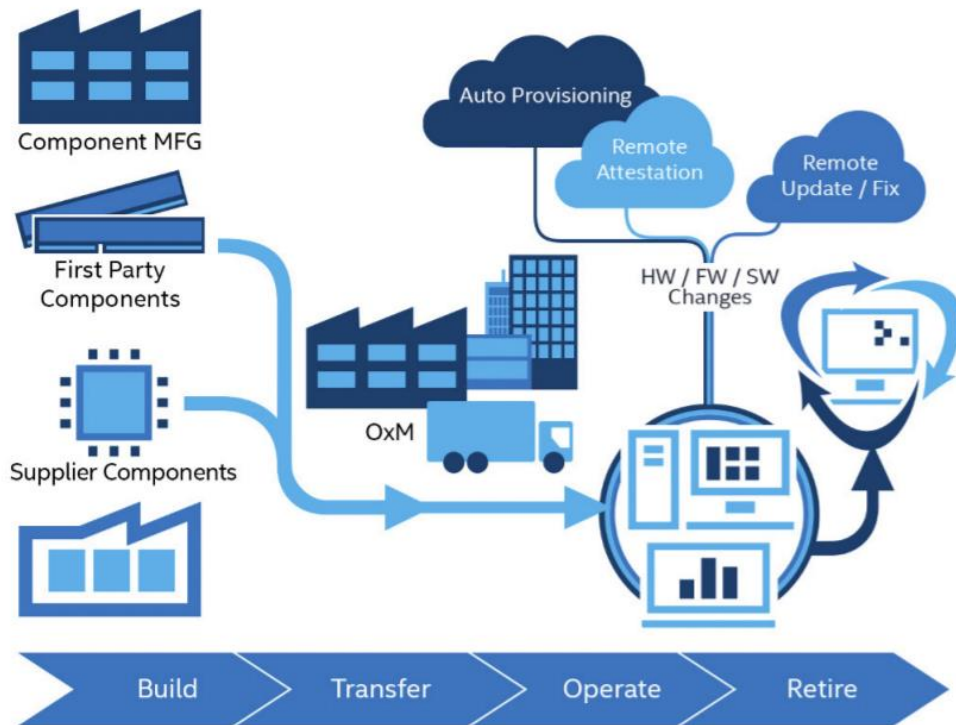 Component MFG
First Party
Components
Supplier Components
OxM
Auto Provisioning
Remote
Attestation
Remote
Update / Fix
HW / FW / SW
Changes
Build
Transfer
Operate
Retire